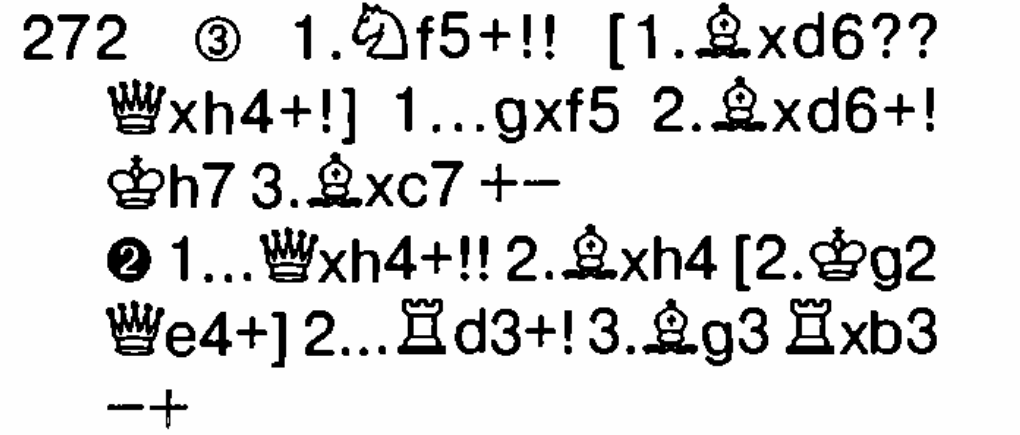 272 ③ 1.♘f5+!! [1.♗xd6??
♕xh4+!] 1...gxf5 2.♗xd6+!
♔h7 3.♗xc7 +−
❷ 1...♕xh4+!! 2.♗xh4 [2.♔g2
♕e4+] 2...♖d3+! 3.♗g3 ♖xb3
−+